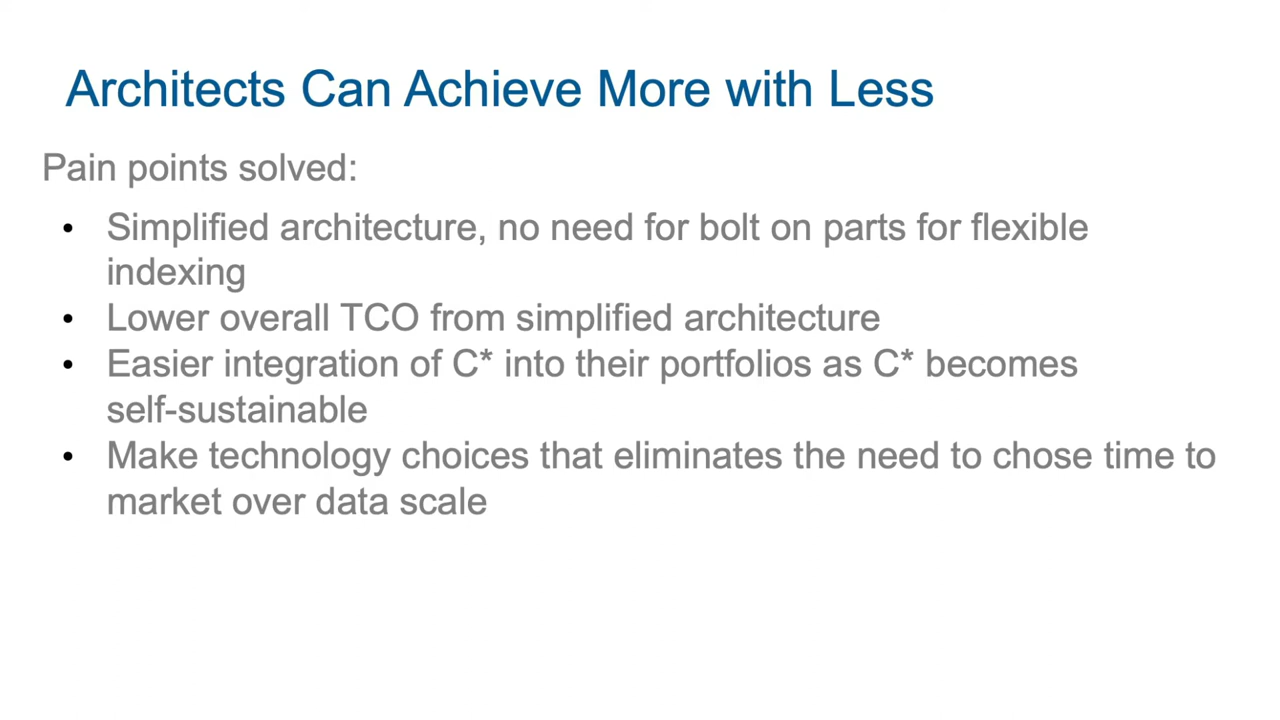 Architects Can Achieve More with Less
Pain points solved:
• Simplified architecture, no need for bolt on parts for flexible
indexing
• Lower overall TCO from simplified architecture
• Easier integration of C* into their portfolios as C* becomes
self-sustainable
• Make technology choices that eliminates the need to chose time to
market over data scale